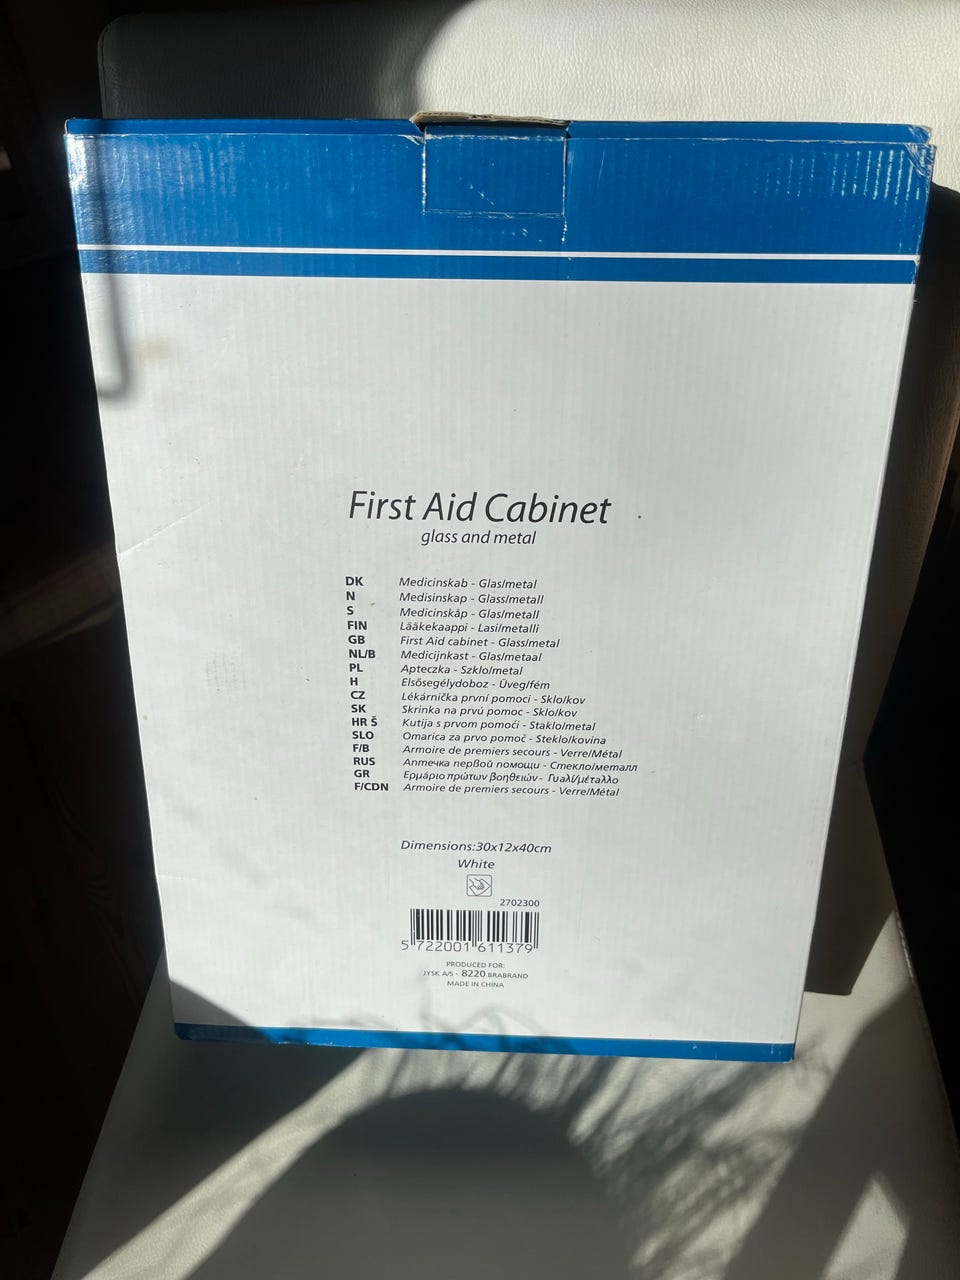 First Aid Cabinet
glass and metal
DK Medicinskab - Glas/metal
N Medisinskap - Glass/metall
S Medicinskåp - Glas/metall
FIN Lääkekaappi - Lasi/metalli
GB First Aid cabinet - Glass/metal
NL/B Medicijnkast - Glas/metaal
PL Apteczka - Szkło/metal
H Elsősegélydoboz - Üveg/fém
CZ Lékárnička první pomoci - Sklo/kov
SK Skrinka na prvú pomoc - Sklo/kov
HR Š Kutija s prvom pomoći - Staklo/metal
SLO Omarica za prvo pomoč - Steklo/kovina
F/B Armoire de premiers secours - Verre/Métal
RUS Аптечка первой помощи - Стекло/металл
GR Ερμάριο πρώτων βοηθειών - Γυαλί/μέταλλο
F/CDN Armoire de premiers secours - Verre/Métal
Dimensions:30x12x40cm
White
2702300
5 722001 611379
PRODUCED FOR:
JYSK A/S · 8220 BRABRAND
MADE IN CHINA